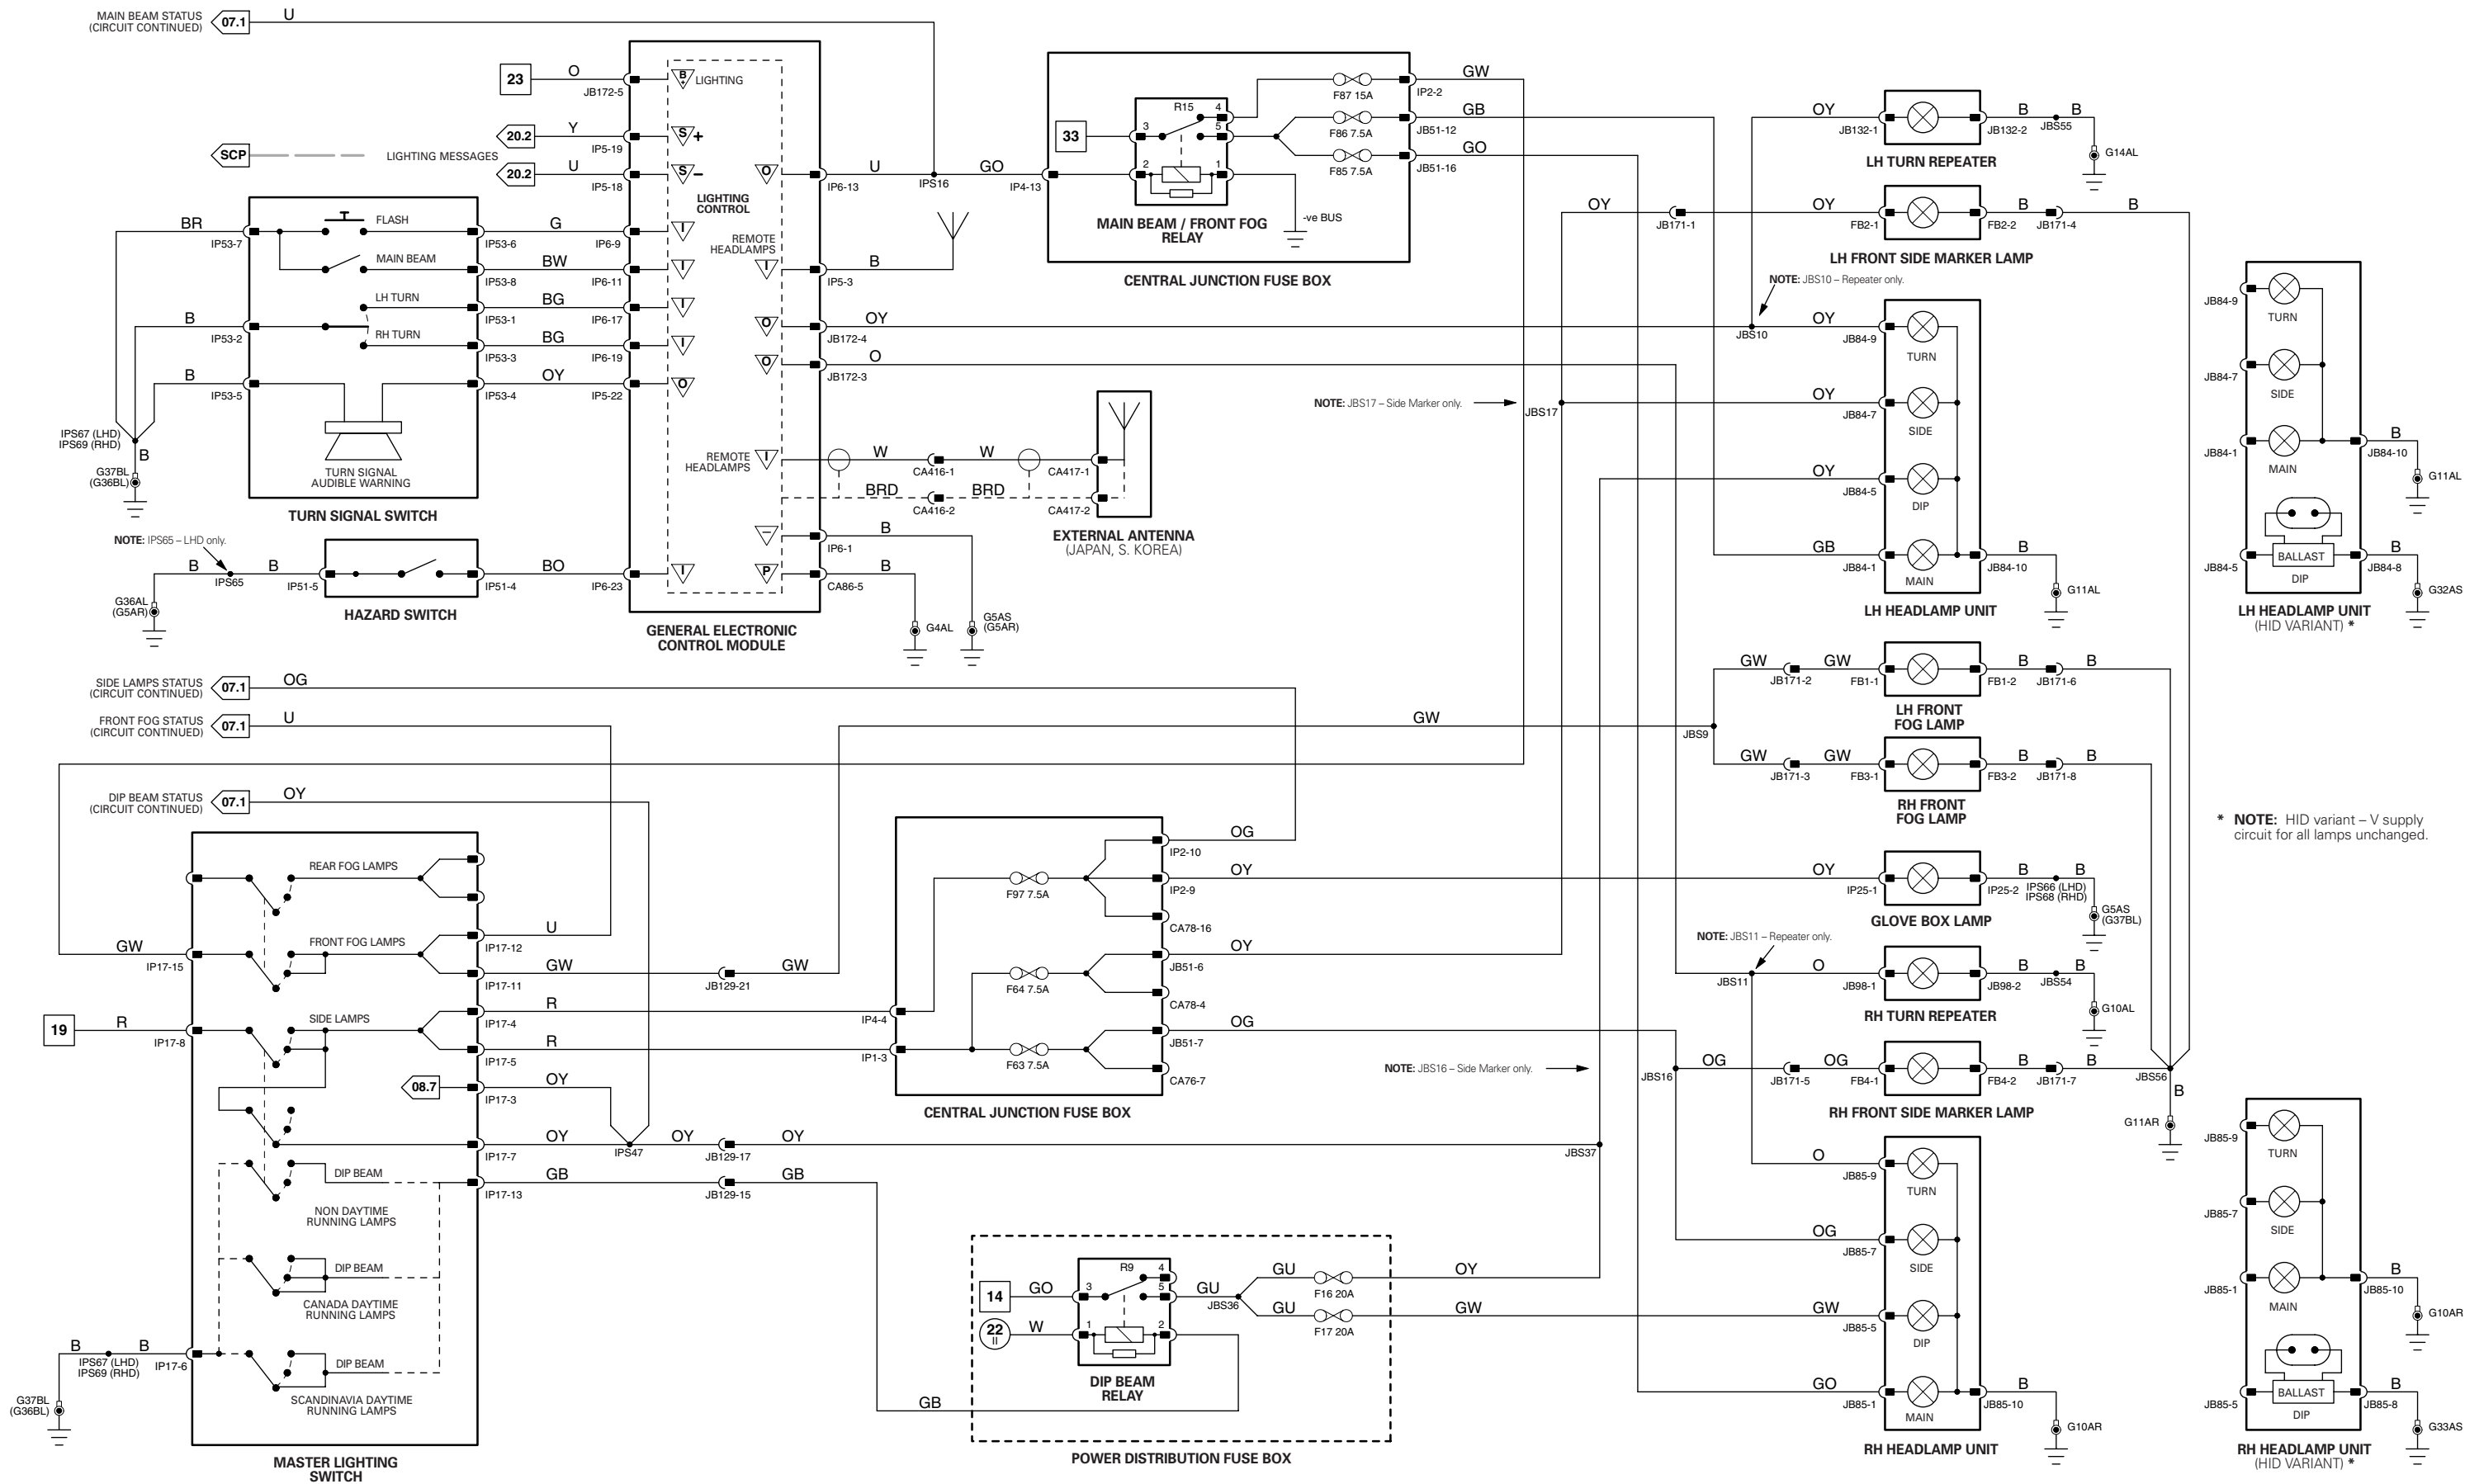 MAIN BEAM STATUS
(CIRCUIT CONTINUED)
07.1
U
23
O
JB172-5
B
+
LIGHTING
20.2
Y
IP5-19
S
+
SCP
LIGHTING MESSAGES
20.2
U
IP5-18
S
–
LIGHTING
CONTROL
O
IP6-13
U
IPS16
GO
IP4-13
BR
IP53-7
FLASH
IP53-6
G
IP6-9
I
REMOTE
HEADLAMPS
I
IP5-3
B
MAIN BEAM
IP53-8
BW
IP6-11
I
LH TURN
IP53-1
BG
IP6-17
I
B
IP53-2
RH TURN
IP53-3
BG
IP6-19
I
O
JB172-4
OY
O
JB172-3
O
B
IP53-5
IP53-4
OY
IP5-22
O
IPS67 (LHD)
IPS69 (RHD)
B
G37BL
(G36BL)
TURN SIGNAL
AUDIBLE WARNING
TURN SIGNAL SWITCH
REMOTE
HEADLAMPS
I
W
CA416-1
W
CA417-1
BRD
CA416-2
BRD
CA417-2
EXTERNAL ANTENNA
(JAPAN, S. KOREA)
NOTE: IPS65 – LHD only.
B
IPS65
B
IP51-5
IP51-4
BO
IP6-23
I
G36AL
(G5AR)
HAZARD SWITCH
–
IP6-1
B
P
CA86-5
B
G4AL
G5AS
(G5AR)
GENERAL ELECTRONIC
CONTROL MODULE
33
R15
4
3
5
2
1
F87 15A
IP2-2
GW
F86 7.5A
JB51-12
GB
F85 7.5A
JB51-16
GO
-ve BUS
MAIN BEAM / FRONT FOG
RELAY
CENTRAL JUNCTION FUSE BOX
OY
JB132-1
JB132-2
B
JBS55
B
G14AL
LH TURN REPEATER
OY
JB171-1
OY
FB2-1
FB2-2
B
JB171-4
B
LH FRONT SIDE MARKER LAMP
NOTE: JBS10 – Repeater only.
JBS10
OY
JB84-9
TURN
NOTE: JBS17 – Side Marker only.
JBS17
OY
JB84-7
SIDE
OY
JB84-5
DIP
GB
JB84-1
MAIN
JB84-10
B
G11AL
LH HEADLAMP UNIT
JB84-9
TURN
JB84-7
SIDE
JB84-1
MAIN
JB84-10
B
G11AL
JB84-5
BALLAST
DIP
JB84-8
B
G32AS
LH HEADLAMP UNIT
(HID VARIANT) *
SIDE LAMPS STATUS
(CIRCUIT CONTINUED)
07.1
OG
FRONT FOG STATUS
(CIRCUIT CONTINUED)
07.1
U
DIP BEAM STATUS
(CIRCUIT CONTINUED)
07.1
OY
GW
JBS9
GW
JB171-2
GW
FB1-1
FB1-2
B
JB171-6
B
LH FRONT
FOG LAMP
GW
JB171-3
GW
FB3-1
FB3-2
B
JB171-8
B
RH FRONT
FOG LAMP
* NOTE: HID variant – V supply
circuit for all lamps unchanged.
REAR FOG LAMPS
GW
IP17-15
FRONT FOG LAMPS
IP17-12
U
IP17-11
GW
JB129-21
GW
19
R
IP17-8
SIDE LAMPS
IP17-4
R
IP4-4
IP17-5
R
IP1-3
08.7
IP17-3
OY
IP17-7
OY
IPS47
OY
JB129-17
OY
JBS37
DIP BEAM
IP17-13
GB
JB129-15
GB
NON DAYTIME
RUNNING LAMPS
DIP BEAM
CANADA DAYTIME
RUNNING LAMPS
DIP BEAM
SCANDINAVIA DAYTIME
RUNNING LAMPS
B
IPS67 (LHD)
IPS69 (RHD)
B
IP17-6
G37BL
(G36BL)
MASTER LIGHTING
SWITCH
IP2-10
OG
F97 7.5A
IP2-9
OY
CA78-16
JB51-6
OY
F64 7.5A
CA78-4
JB51-7
OG
F63 7.5A
CA76-7
CENTRAL JUNCTION FUSE BOX
OY
IP25-1
IP25-2
B
IPS66 (LHD)
IPS68 (RHD)
B
G5AS
(G37BL)
GLOVE BOX LAMP
NOTE: JBS11 – Repeater only.
JBS11
O
JB98-1
JB98-2
B
JBS54
B
G10AL
RH TURN REPEATER
NOTE: JBS16 – Side Marker only.
JBS16
OG
JB171-5
OG
FB4-1
FB4-2
B
JB171-7
B
JBS56
B
G11AR
RH FRONT SIDE MARKER LAMP
O
JB85-9
TURN
OG
JB85-7
SIDE
GW
JB85-5
DIP
GO
JB85-1
MAIN
JB85-10
B
G10AR
RH HEADLAMP UNIT
JB85-9
TURN
JB85-7
SIDE
JB85-1
MAIN
JB85-10
B
G10AR
JB85-5
BALLAST
DIP
JB85-8
B
G33AS
RH HEADLAMP UNIT
(HID VARIANT) *
14
GO
22
II
W
R9
4
3
5
1
2
GU
JBS36
GU
F16 20A
OY
GU
F17 20A
GW
DIP BEAM
RELAY
GB
POWER DISTRIBUTION FUSE BOX